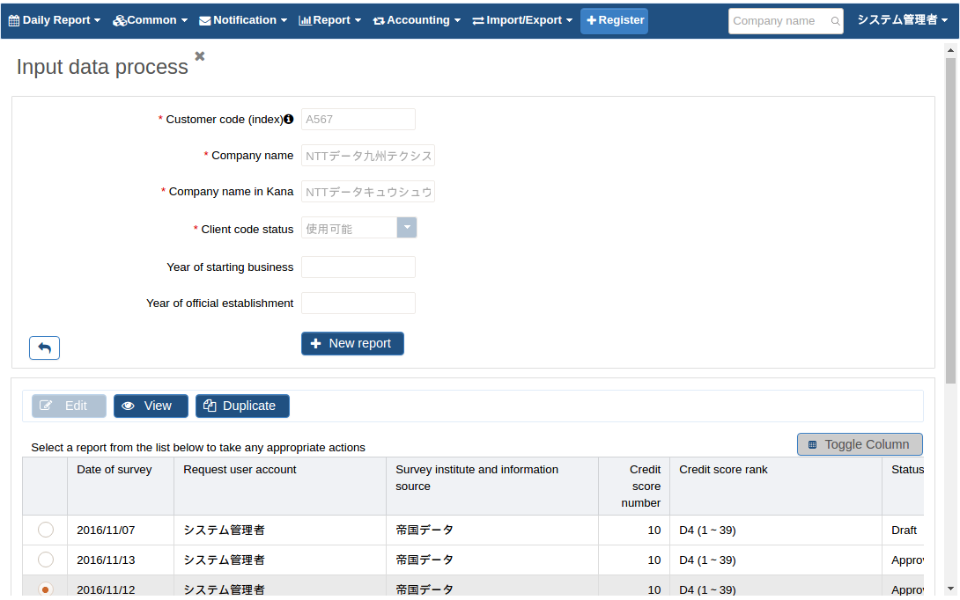 Daily Report Common Notification Report Accounting Import/Export Register Company name システム管理者
Input data process
* Customer code (index) A567
* Company name NTTデータ九州テクシス
* Company name in Kana NTTデータキュウシュウ
* Client code status 使用可能
Year of starting business
Year of official establishment
New report
Edit View Duplicate
Select a report from the list below to take any appropriate actions Toggle Column
Date of survey Request user account Survey institute and information source Credit score number Credit score rank Status
2016/11/07 システム管理者 帝国データ 10 D4 (1 ~ 39) Draft
2016/11/13 システム管理者 帝国データ 10 D4 (1 ~ 39) Appro
2016/11/12 システム管理者 帝国データ 10 D4 (1 ~ 39) Appro